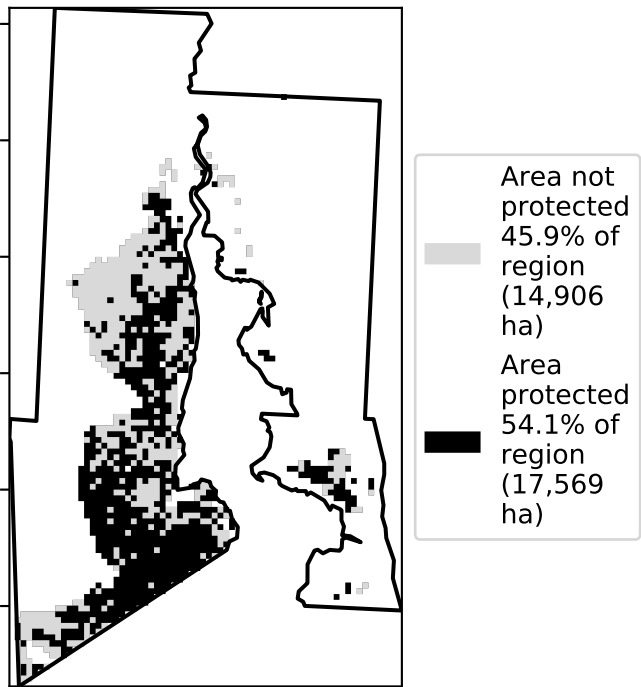 Area not
protected
45.9% of
region
(14,906
ha)
Area
protected
54.1% of
region
(17,569
ha)